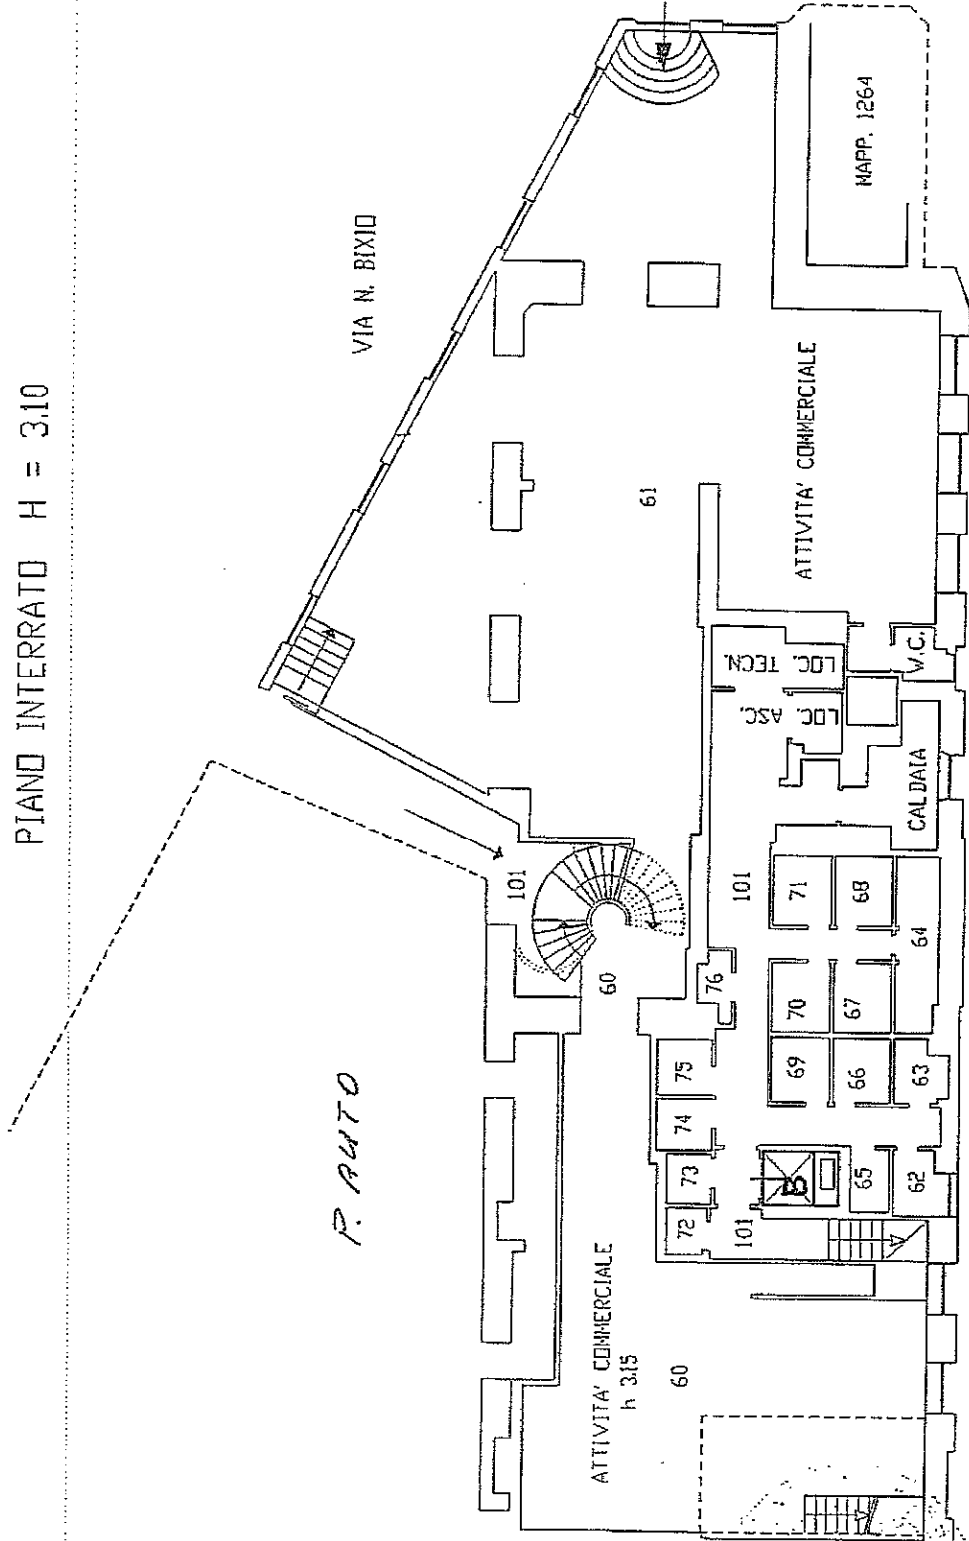 PIANO INTERRATO H = 3.10
VIA N. BIXIO
MAPP. 1264
P. AUTO
61
ATTIVITA' COMMERCIALE
LOC. TECN.
LOC. ASC.
W.C.
CALDAIA
101
101
60
76
71
68
64
70
67
75
69
66
63
74
73
B
65
62
72
101
ATTIVITA' COMMERCIALE
h 3.15
60